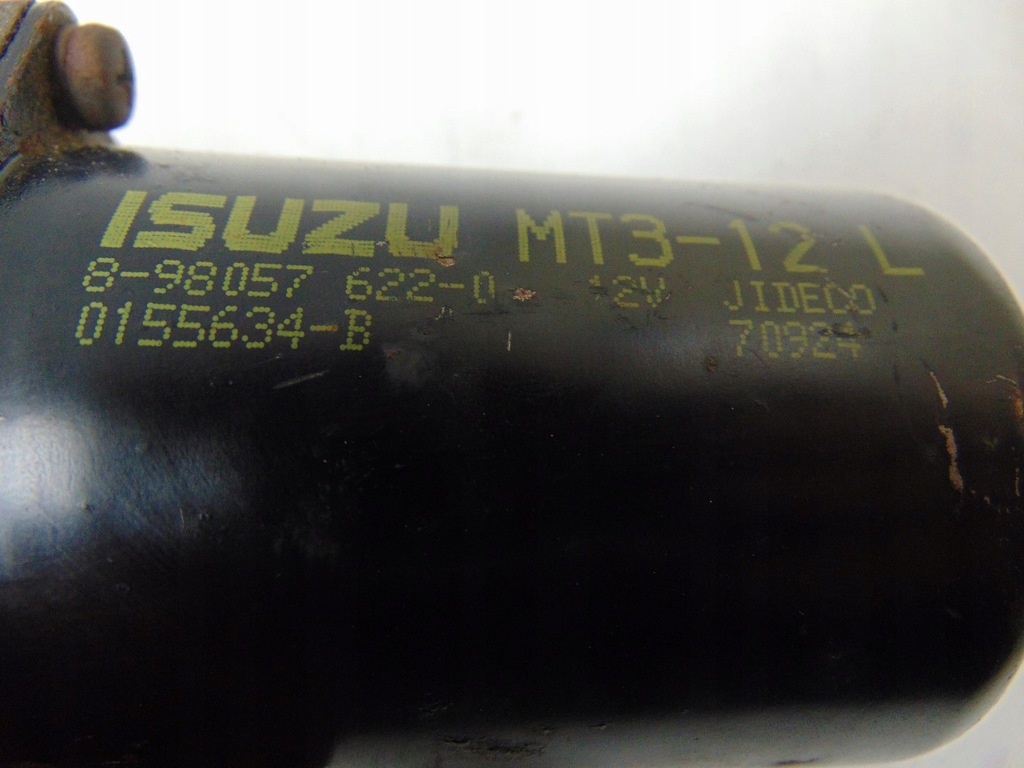 ISUZU MT3-12 L
8-98057 622-0 12V JIDECO
0155634-B 70924